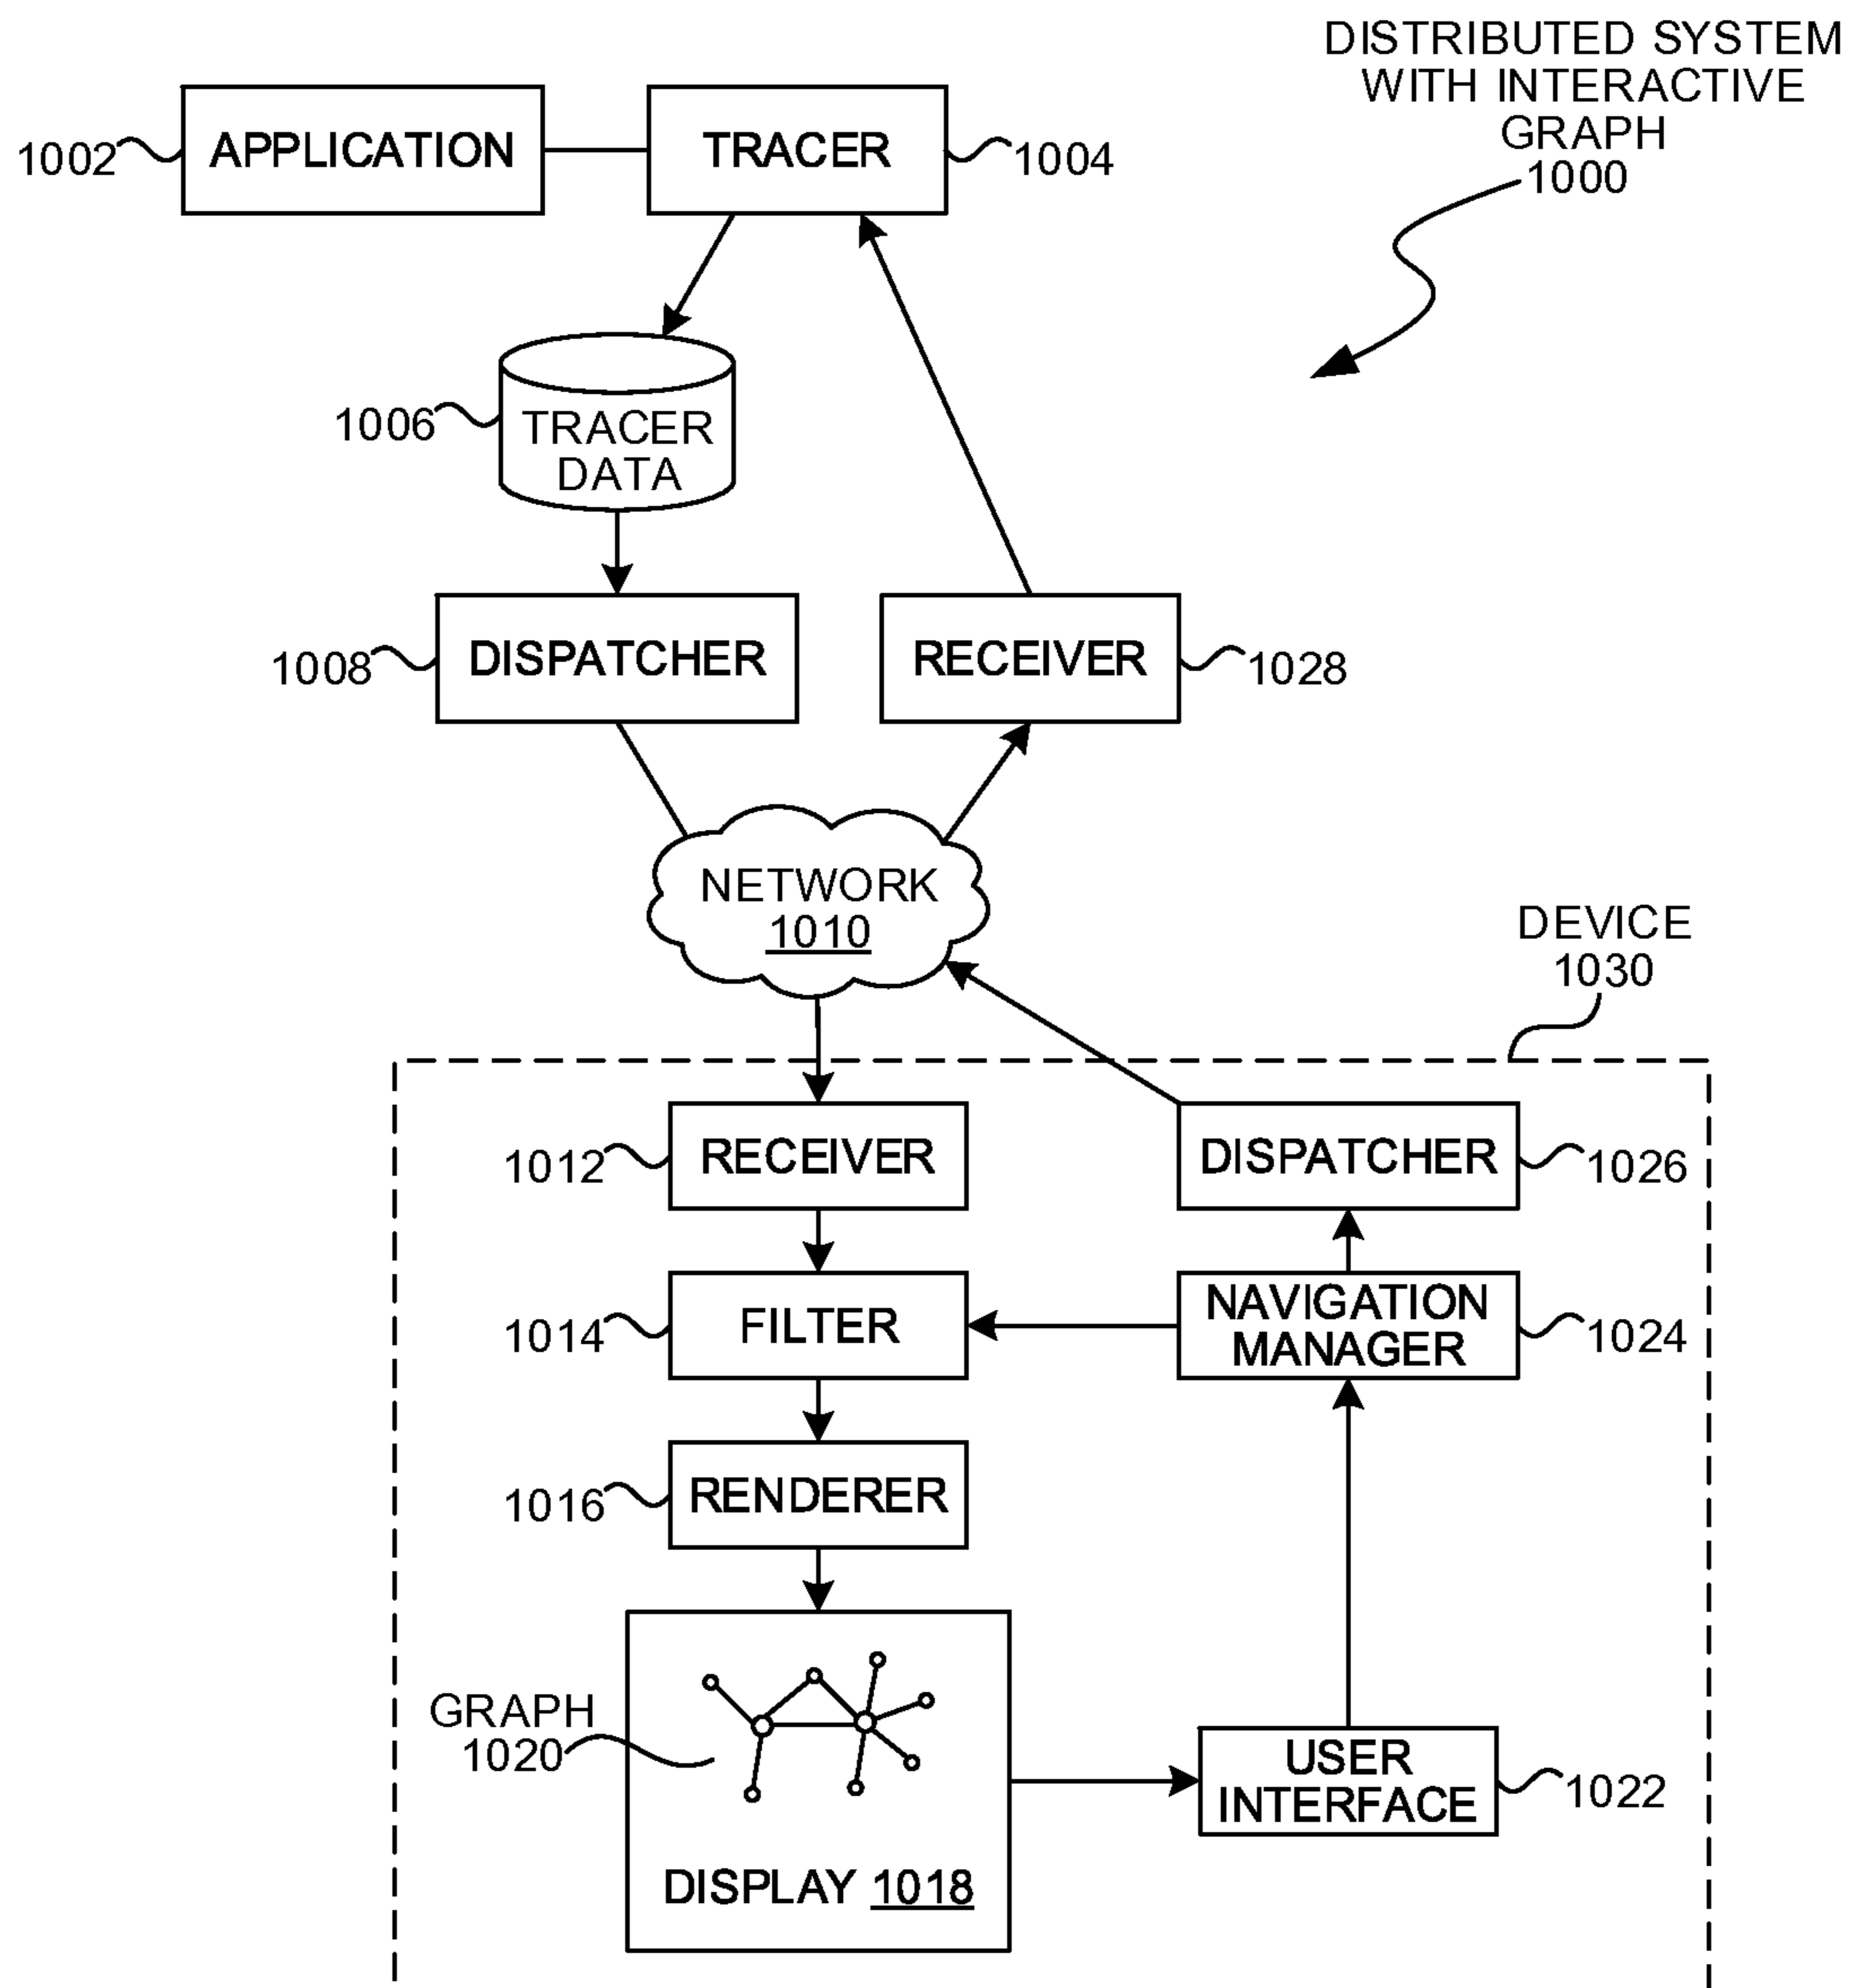 DISTRIBUTED SYSTEM
WITH INTERACTIVE
GRAPH
1000
APPLICATION
1002
TRACER
1004
1006
TRACER
DATA
1008
DISPATCHER
RECEIVER
1028
NETWORK
1010
DEVICE
1030
1012
RECEIVER
DISPATCHER
1026
1014
FILTER
NAVIGATION
MANAGER
1024
1016
RENDERER
GRAPH
1020
USER
INTERFACE
1022
DISPLAY 1018